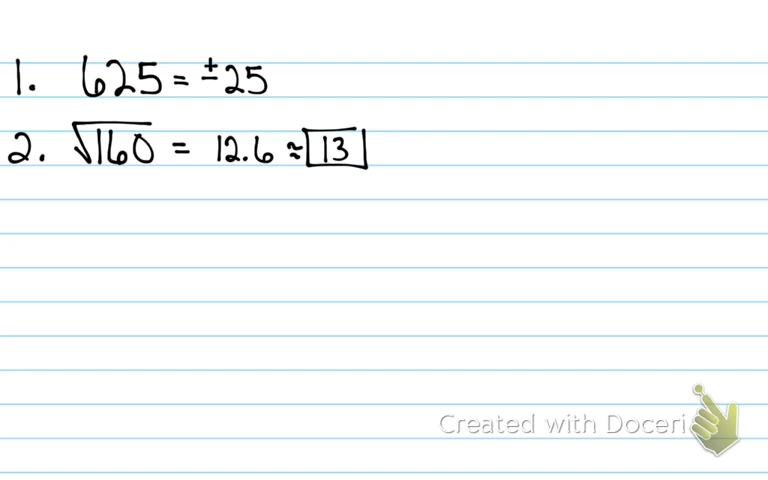 1. 625 = ±25
2. √160 = 12.6 ≈ 13
Created with Doceri